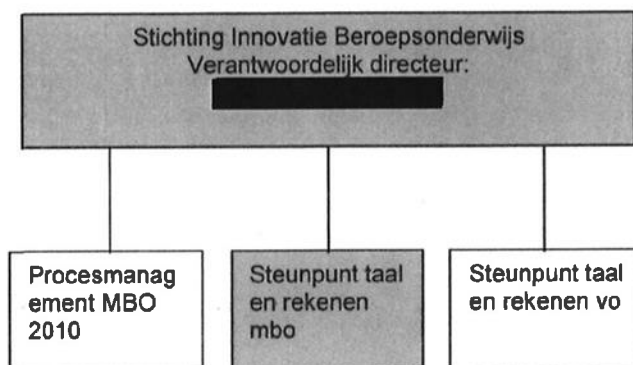 Stichting Innovatie Beroepsonderwijs
Verantwoordelijk directeur:
Procesmanag
ement MBO
2010
Steunpunt taal
en rekenen
mbo
Steunpunt taal
en rekenen vo